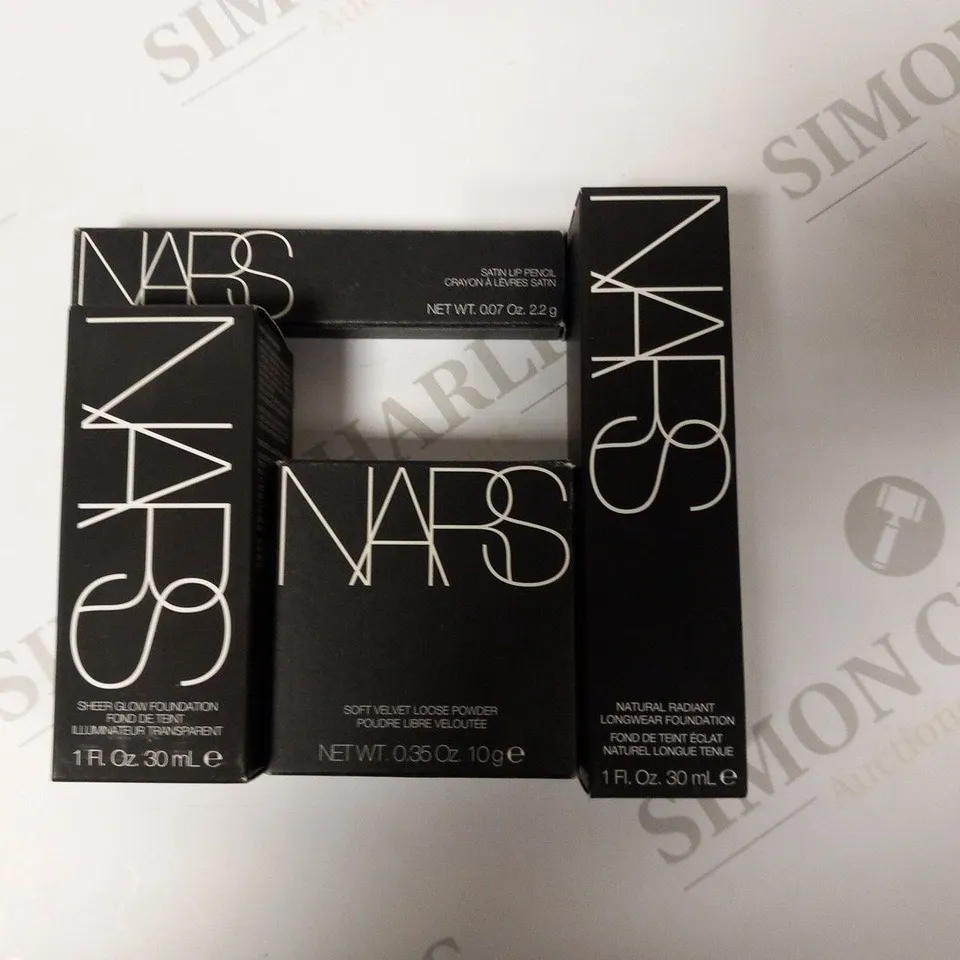 NARS
SATIN LIP PENCIL
CRAYON À LÈVRES SATIN
NET WT. 0.07 Oz. 2.2 g
NARS
SHEER GLOW FOUNDATION
FOND DE TEINT
ILLUMINATEUR TRANSPARENT
1 Fl. Oz. 30 mL ℮
NARS
SOFT VELVET LOOSE POWDER
POUDRE LIBRE VELOUTÉE
NET WT. 0.35 Oz. 10 g ℮
NARS
NATURAL RADIANT
LONGWEAR FOUNDATION
FOND DE TEINT ÉCLAT
NATUREL LONGUE TENUE
1 Fl. Oz. 30 mL ℮
SIMON